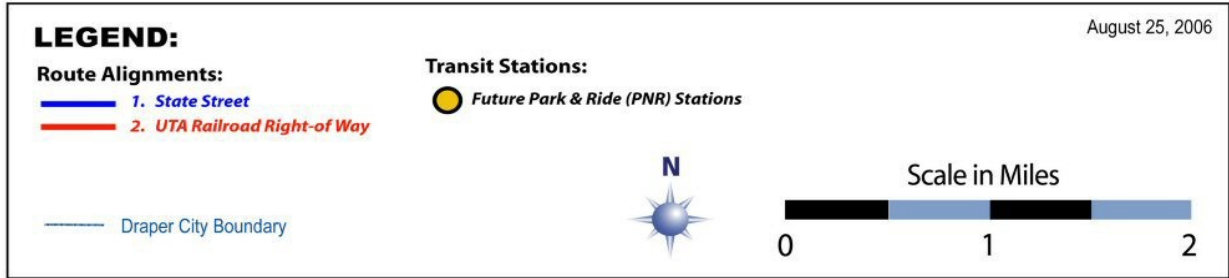 LEGEND:
August 25, 2006
Route Alignments:
1. State Street
2. UTA Railroad Right-of Way
Transit Stations:
Future Park & Ride (PNR) Stations
Draper City Boundary
N
Scale in Miles
0 1 2